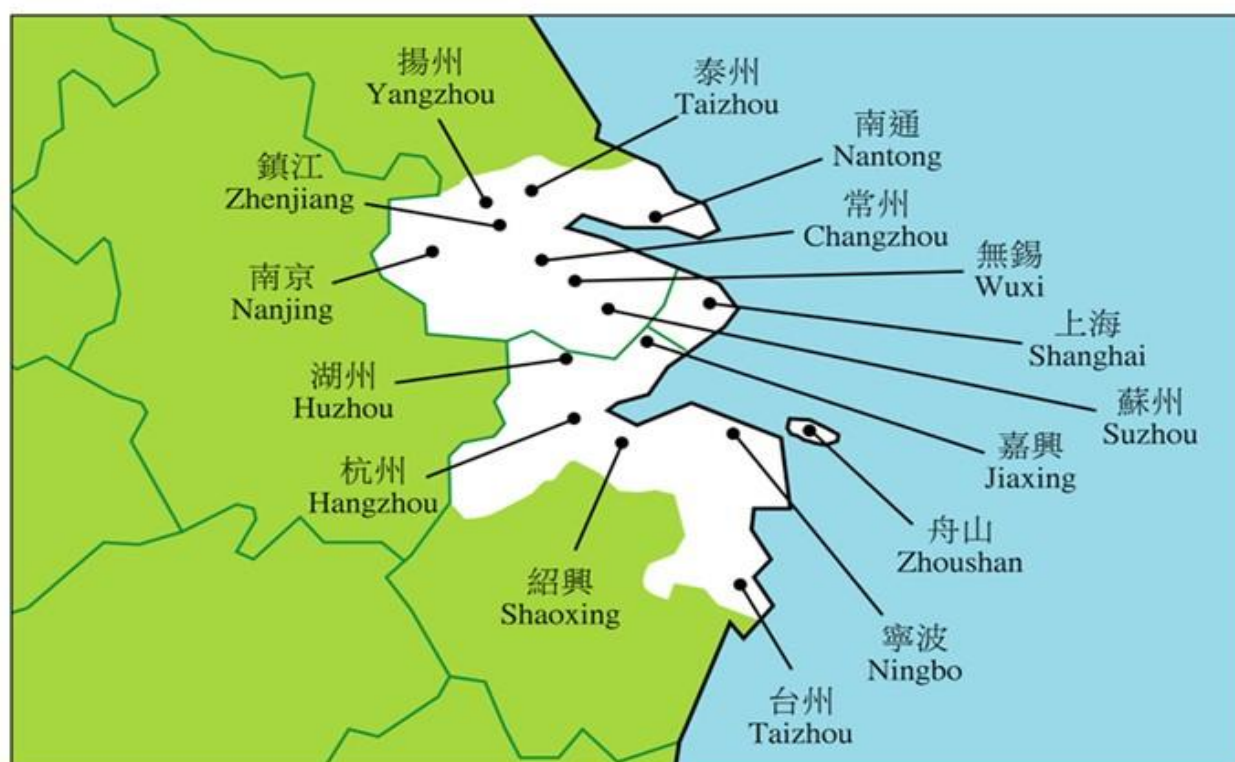 揚州
Yangzhou
泰州
Taizhou
南通
Nantong
鎮江
Zhenjiang
常州
Changzhou
無錫
Wuxi
南京
Nanjing
上海
Shanghai
湖州
Huzhou
蘇州
Suzhou
嘉興
Jiaxing
杭州
Hangzhou
舟山
Zhoushan
紹興
Shaoxing
寧波
Ningbo
台州
Taizhou